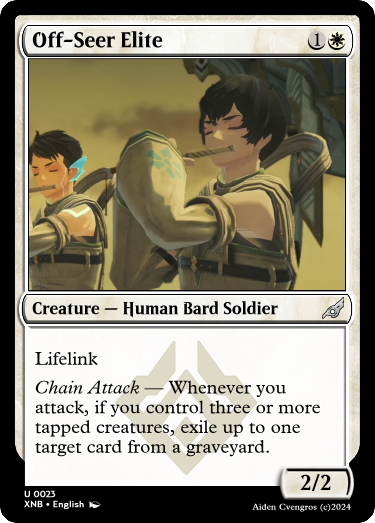 Off-Seer Elite 1
Creature — Human Bard Soldier
Lifelink
Chain Attack — Whenever you
attack, if you control three or more
tapped creatures, exile up to one
target card from a graveyard.
2/2
U 0023
XNB • English
Aiden Cvengros (c)2024